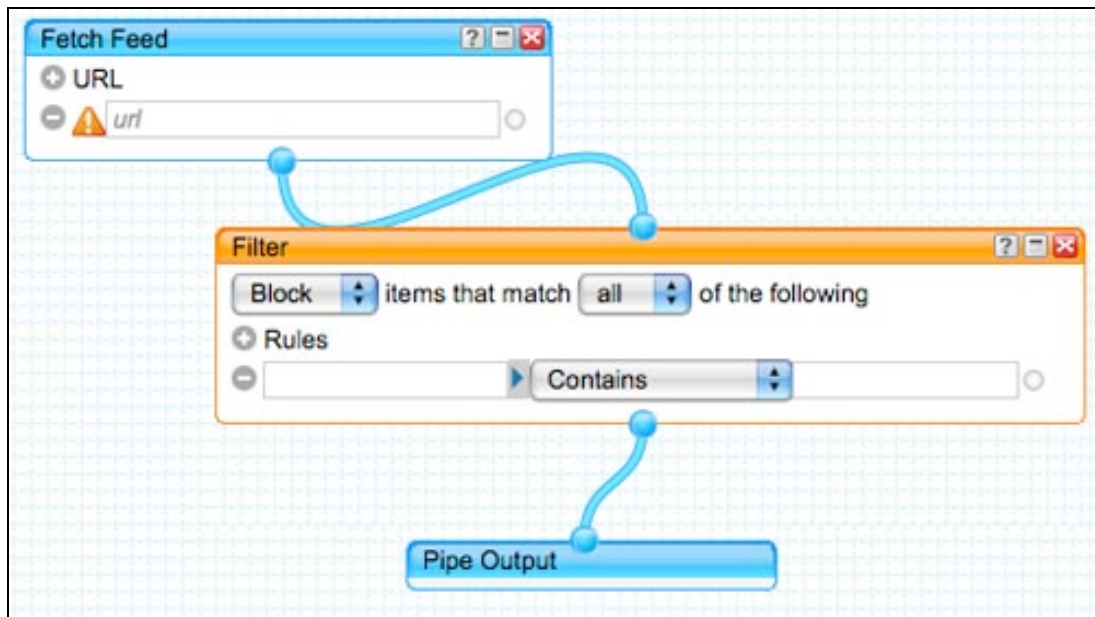 Fetch Feed ?
URL
url
Filter ?
Block items that match all of the following
Rules
Contains
Pipe Output